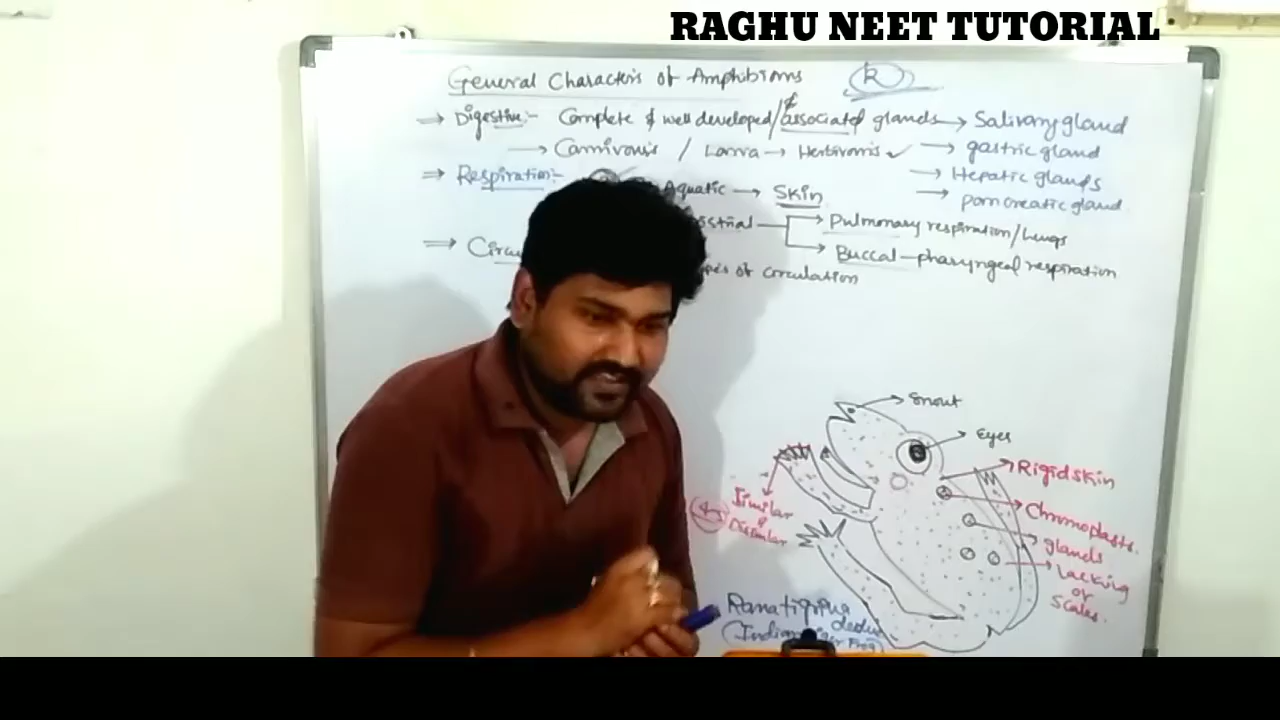 RAGHU NEET TUTORIAL
General Characters of Amphibians R
→ Digestive:- Complete & well developed / & associated glands → Salivary gland
→ Carnivorous / Larva → Herbivorous ✓ → gastric gland
→ Hepatic glands
→ pancreatic gland
⇒ Respiration:- Aquatic → Skin
Pulmonary respiration/lungs
⇒ Buccal-pharyngeal respiration
of circulation
Snout
Eyes
Rigid skin
Chromoplasts.
glands
lacking
of
scales.
Similar
&
Disimilar
Rana tigrina